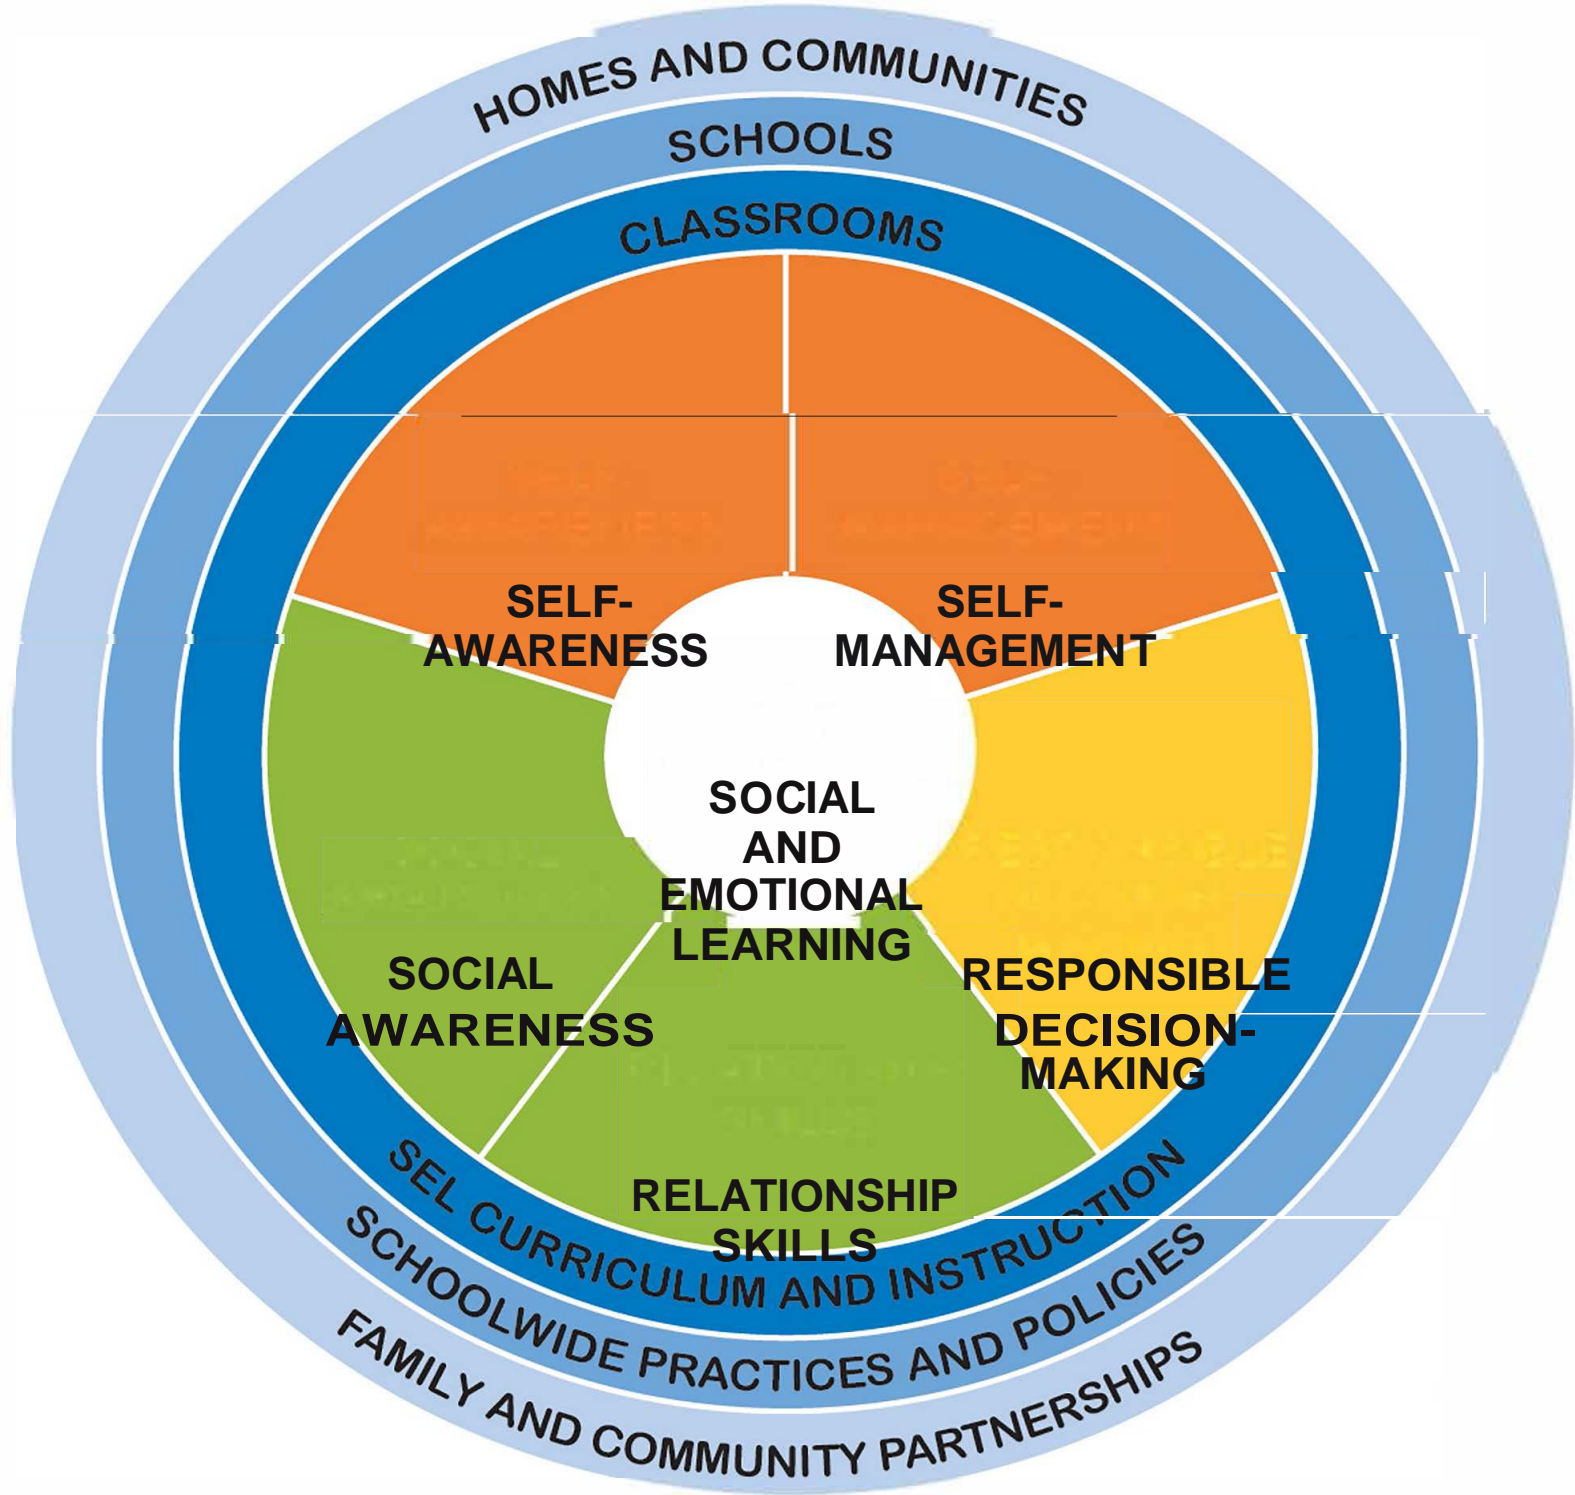 HOMES AND COMMUNITIES
SCHOOLS
CLASSROOMS
SELF-
AWARENESS
SELF-
MANAGEMENT
SOCIAL
AND
EMOTIONAL
LEARNING
SOCIAL
AWARENESS
RESPONSIBLE
DECISION-
MAKING
RELATIONSHIP
SKILLS
SEL CURRICULUM AND INSTRUCTION
SCHOOLWIDE PRACTICES AND POLICIES
FAMILY AND COMMUNITY PARTNERSHIPS